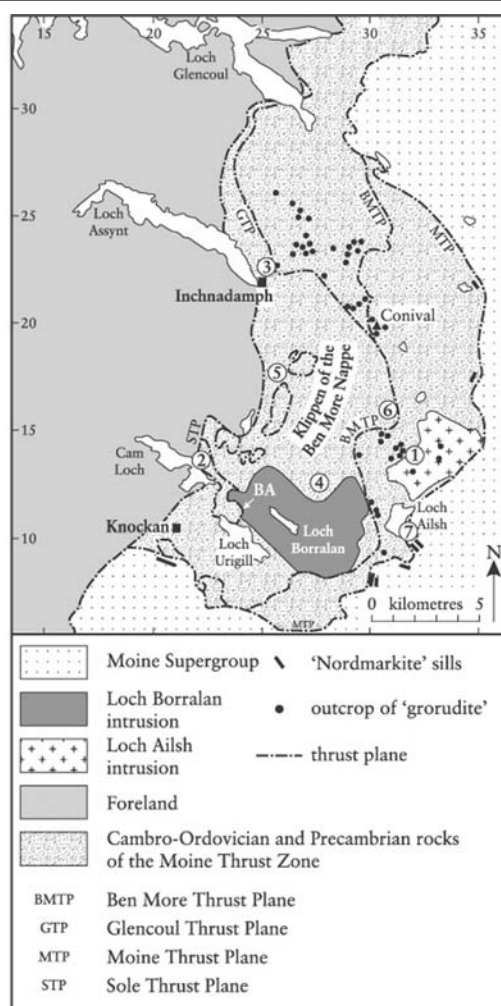 Loch
Glencoul
30
Loch
Assynt
25
GTP
BMTP
MTP
3
Inchnadamph
20
Conival
5
Klippen of the
Ben More Nappe
6
15
STP
BMTP
Cam
Loch
2
4
1
BA
Loch
Ailsh
Knockan
10
Loch
Urigill
Loch
Borralan
7
N
0 kilometres 5
MTP
15 20 25 30 35
Moine Supergroup
'Nordmarkite' sills
Loch Borralan
intrusion
outcrop of 'grorudite'
Loch Ailsh
intrusion
thrust plane
Foreland
Cambro-Ordovician and Precambrian rocks
of the Moine Thrust Zone
BMTP Ben More Thrust Plane
GTP Glencoul Thrust Plane
MTP Moine Thrust Plane
STP Sole Thrust Plane